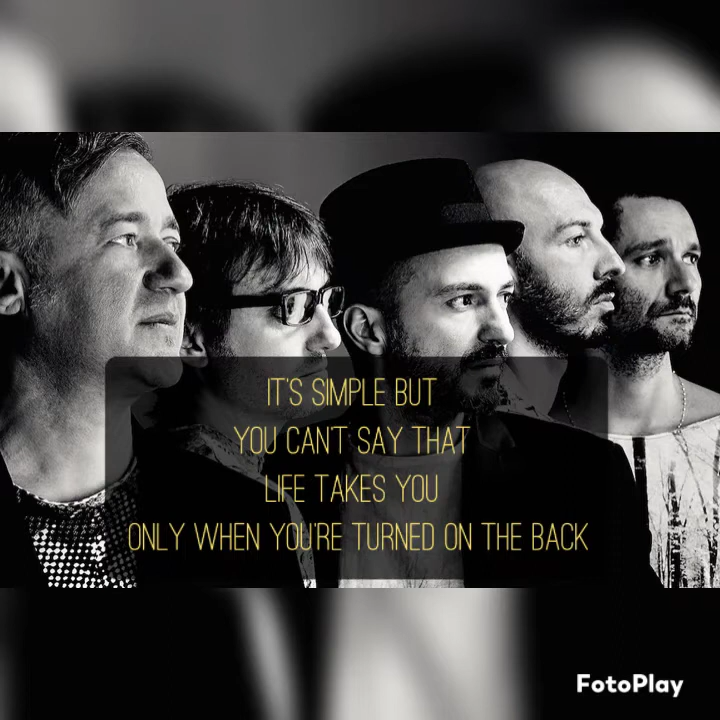 IT'S SIMPLE BUT
YOU CAN'T SAY THAT
LIFE TAKES YOU
ONLY WHEN YOU'RE TURNED ON THE BACK
FotoPlay